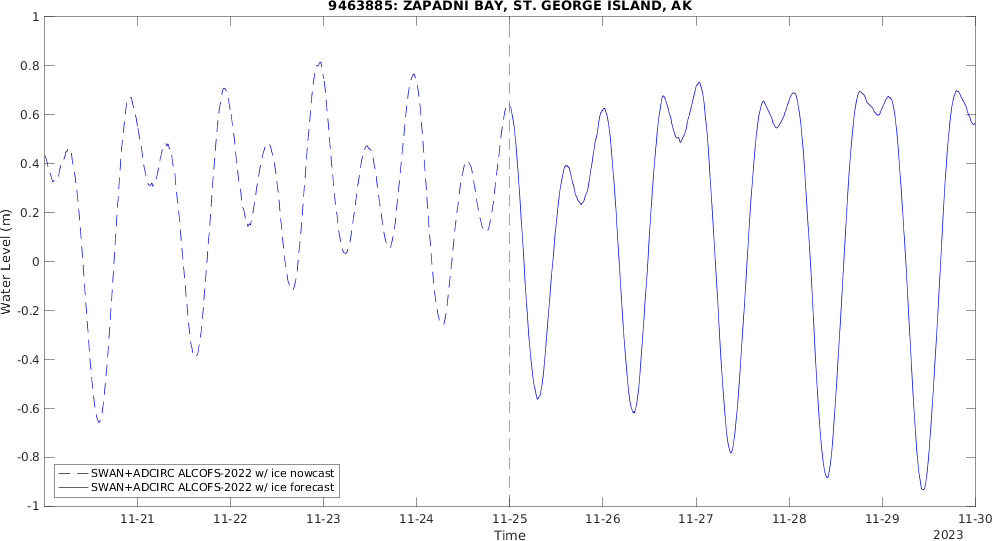 9463885: ZAPADNI BAY, ST. GEORGE ISLAND, AK
1
0.8
0.6
0.4
0.2
0
-0.2
-0.4
-0.6
-0.8
-1
Water Level (m)
SWAN+ADCIRC ALCOFS-2022 w/ ice nowcast
SWAN+ADCIRC ALCOFS-2022 w/ ice forecast
11-21 11-22 11-23 11-24 11-25 11-26 11-27 11-28 11-29 11-30
Time
2023